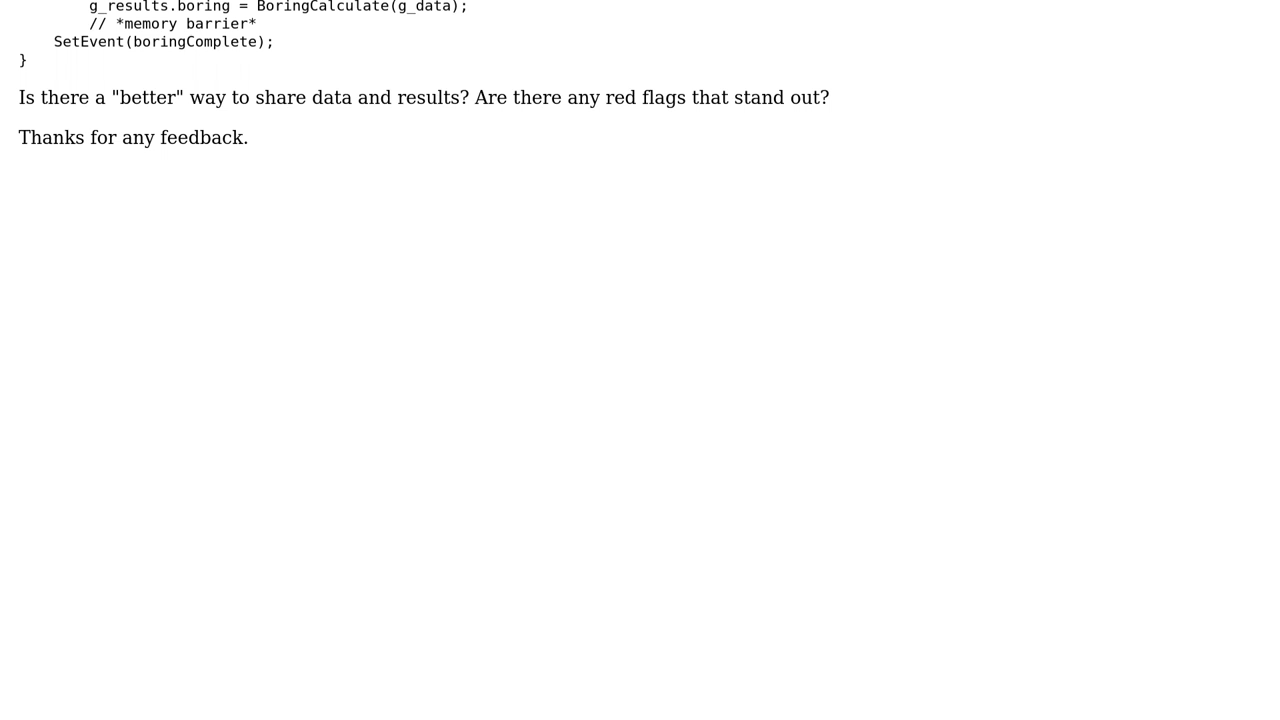 g_results.boring = BoringCalculate(g_data);
// *memory barrier*
SetEvent(boringComplete);
}
Is there a "better" way to share data and results? Are there any red flags that stand out?
Thanks for any feedback.